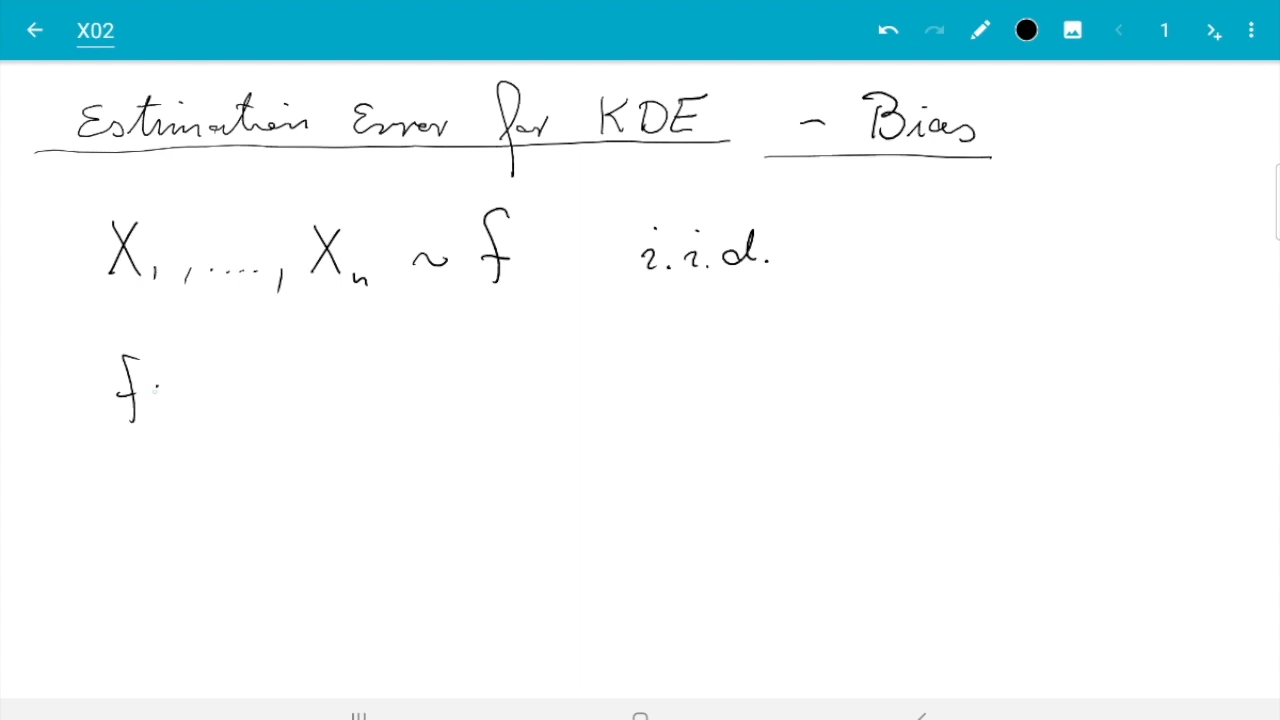 X02
1
Estimation Error for KDE - Bias
X₁, ...., Xₙ ~ f i.i.d.
f